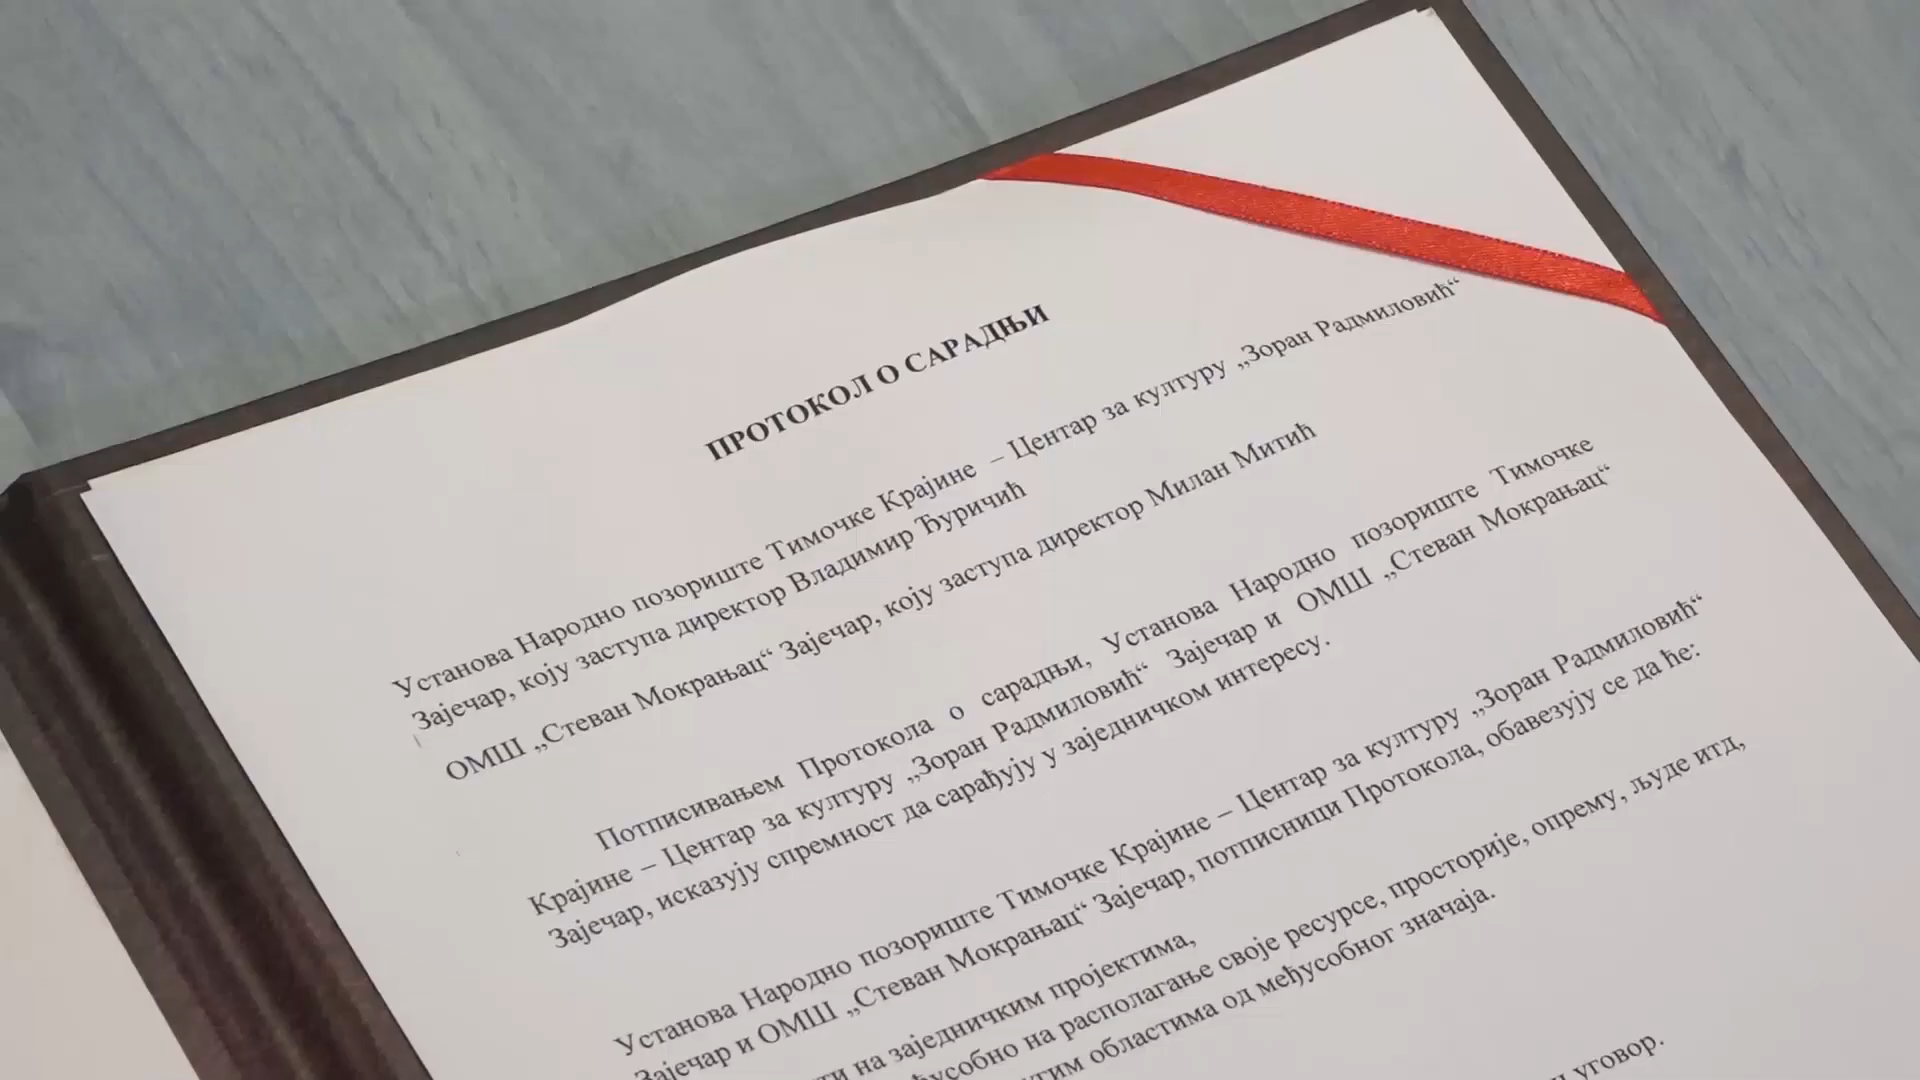 ПРОТОКОЛ О САРАДЊИ
Установа Народно позориште Тимочке Крајине – Центар за културу „Зоран Радмиловић“
Зајечар, коју заступа директор Владимир Ђуричић
ОМШ „Стеван Мокрањац“ Зајечар, коју заступа директор Милан Митић
Потписивањем Протокола о сарадњи, Установа Народно позориште Тимочке
Крајине – Центар за културу „Зоран Радмиловић“ Зајечар и ОМШ „Стеван Мокрањац“
Зајечар, исказују спремност да сарађују у заједничком интересу.
Установа Народно позориште Тимочке Крајине – Центар за културу „Зоран Радмиловић“
Зајечар и ОМШ „Стеван Мокрањац“ Зајечар, потписници Протокола, обавезују се да ће:
на заједничким пројектима,
на располагање своје ресурсе, просторије, опрему, људе итд,
областима од међусобног значаја.
уговор.